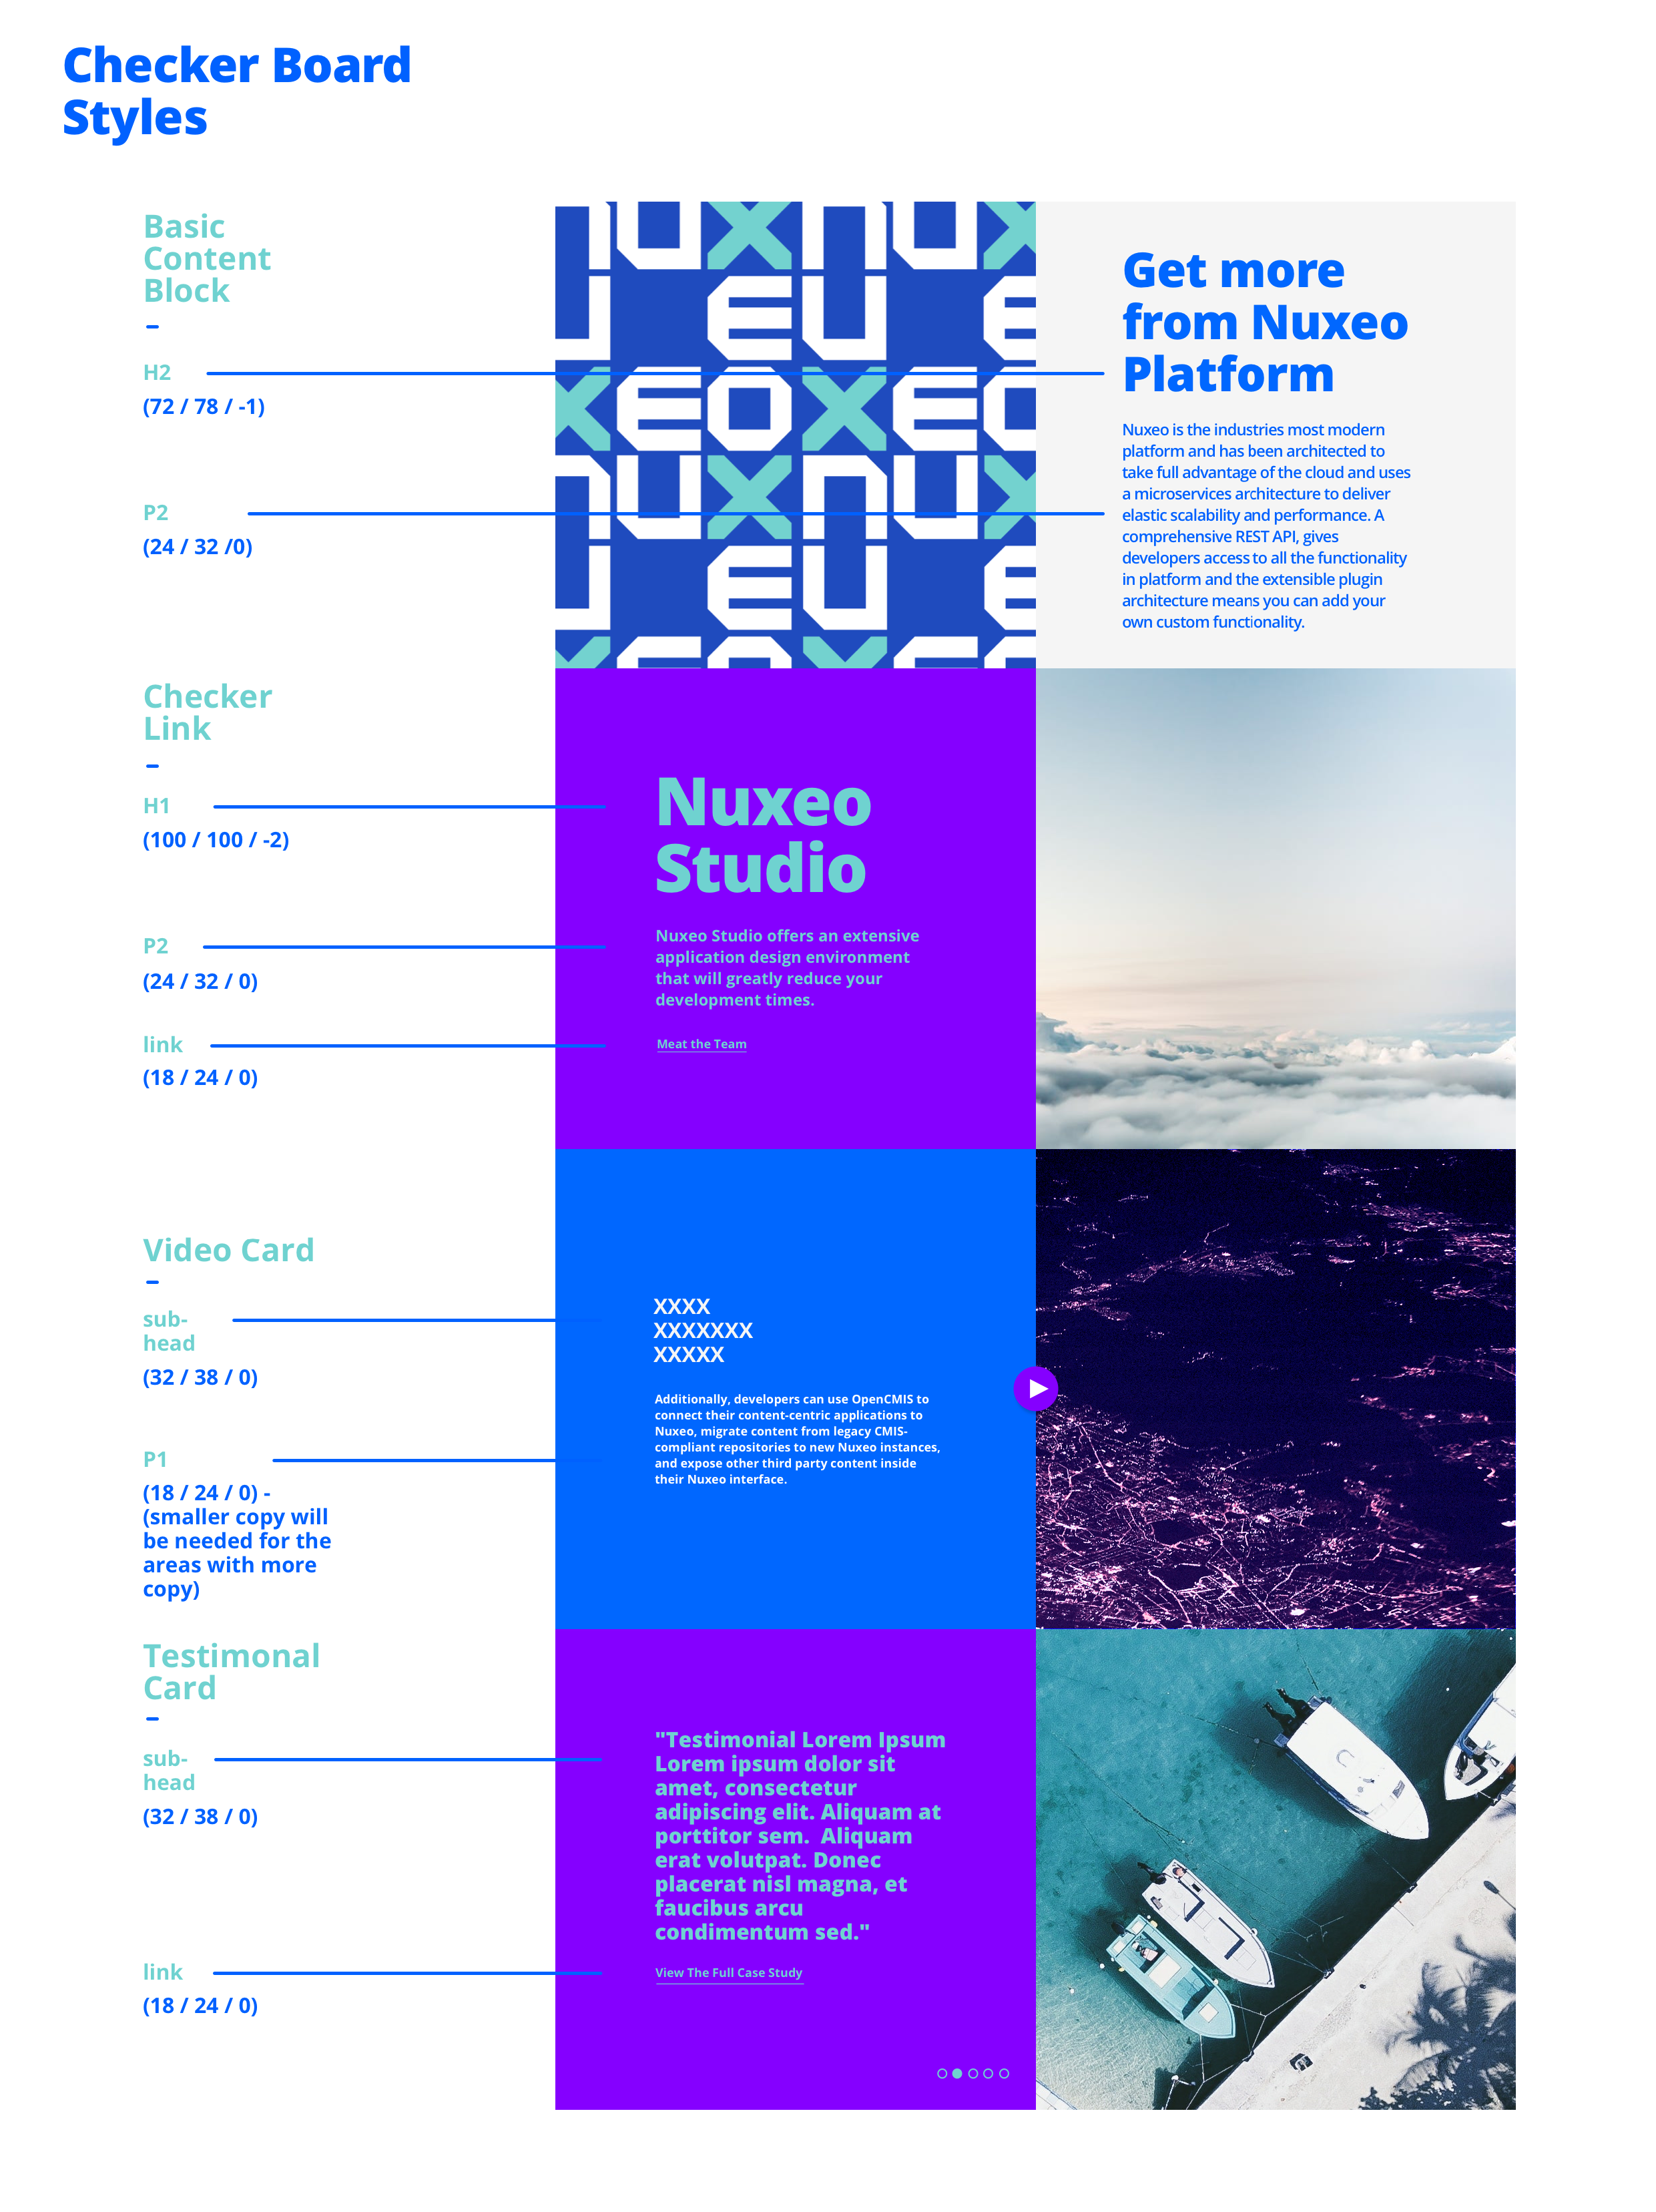 Checker Board
Styles
Basic
Content
Block
H2
(72 / 78 / -1)
P2
(24 / 32 /0)
Get more
from Nuxeo
Platform
Nuxeo is the industries most modern
platform and has been architected to
take full advantage of the cloud and uses
a microservices architecture to deliver
elastic scalability and performance. A
comprehensive REST API, gives
developers access to all the functionality
in platform and the extensible plugin
architecture means you can add your
own custom functionality.
Checker
Link
H1
(100 / 100 / -2)
P2
(24 / 32 / 0)
link
(18 / 24 / 0)
Nuxeo
Studio
Nuxeo Studio offers an extensive
application design environment
that will greatly reduce your
development times.
Meat the Team
Video Card
sub-
head
(32 / 38 / 0)
P1
(18 / 24 / 0) -
(smaller copy will
be needed for the
areas with more
copy)
XXXX
XXXXXXX
XXXXX
Additionally, developers can use OpenCMIS to
connect their content-centric applications to
Nuxeo, migrate content from legacy CMIS-
compliant repositories to new Nuxeo instances,
and expose other third party content inside
their Nuxeo interface.
Testimonal
Card
sub-
head
(32 / 38 / 0)
link
(18 / 24 / 0)
"Testimonial Lorem Ipsum
Lorem ipsum dolor sit
amet, consectetur
adipiscing elit. Aliquam at
porttitor sem.  Aliquam
erat volutpat. Donec
placerat nisl magna, et
faucibus arcu
condimentum sed."
View The Full Case Study